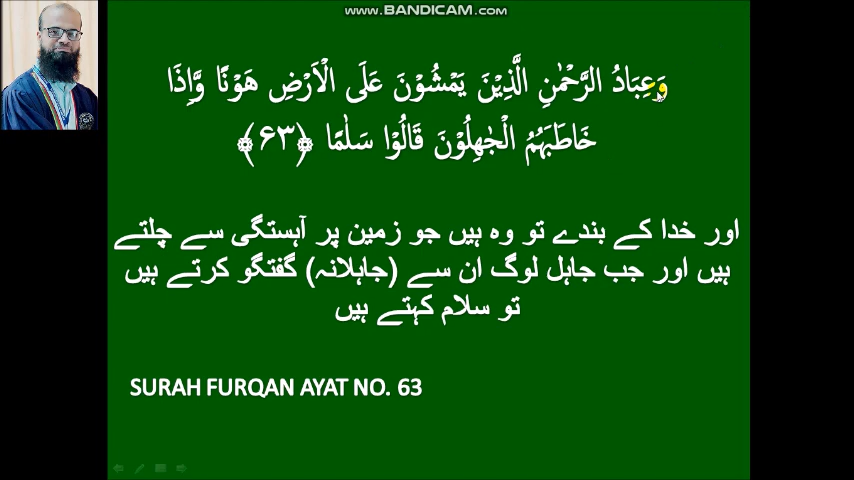 WWW.BANDICAM.COM
وَعِبَادُ الرَّحْمٰنِ الَّذِيْنَ يَمْشُوْنَ عَلَى الْاَرْضِ هَوْنًا وَّاِذَا
خَاطَبَهُمُ الْجٰهِلُوْنَ قَالُوْا سَلٰمًا ﴿۶۳﴾
اور خدا کے بندے تو وہ ہیں جو زمین پر آہستگی سے چلتے
ہیں اور جب جاہل لوگ ان سے (جاہلانہ) گفتگو کرتے ہیں
تو سلام کہتے ہیں
SURAH FURQAN AYAT NO. 63